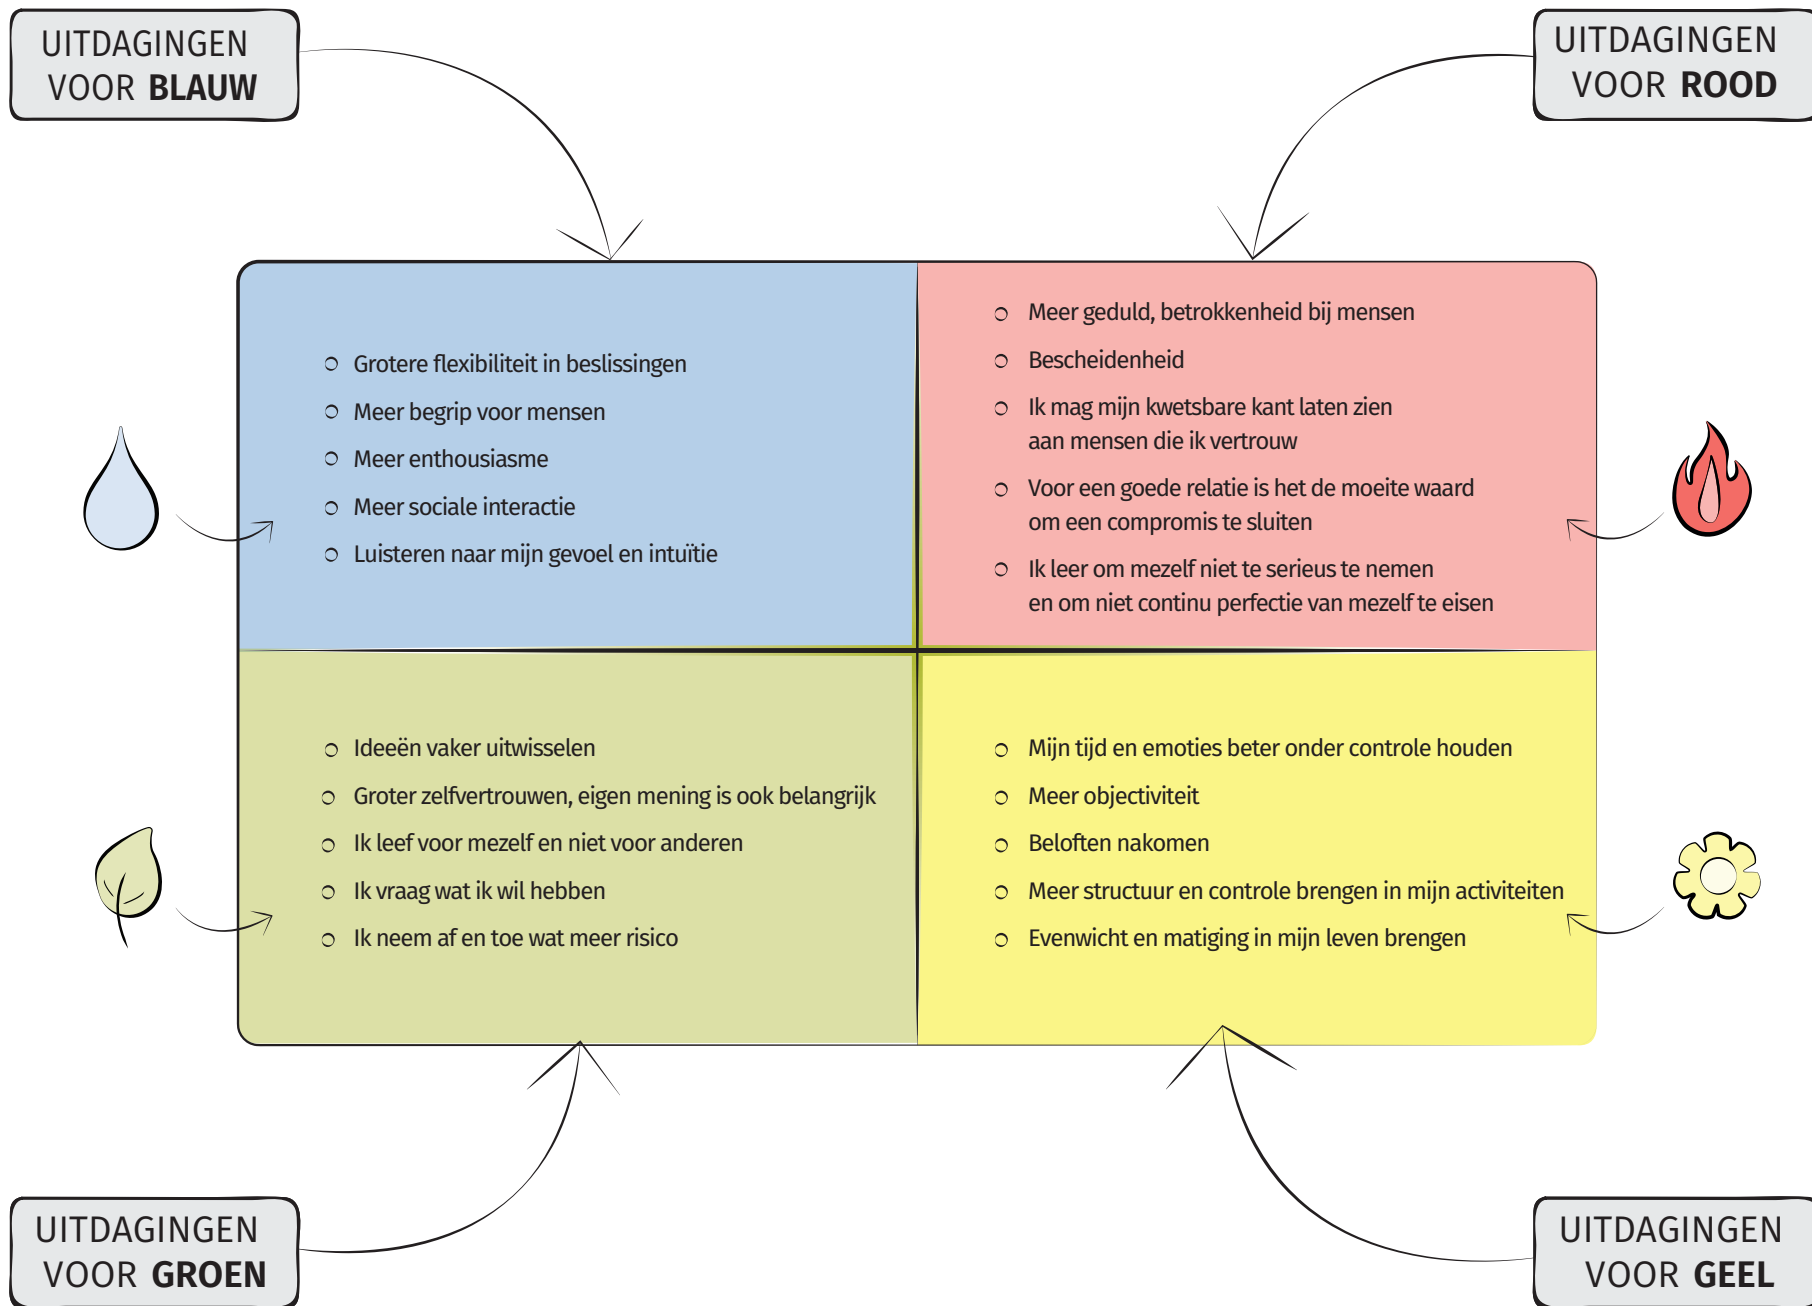 UITDAGINGEN
VOOR BLAUW
UITDAGINGEN
VOOR ROOD
Grotere flexibiliteit in beslissingen
Meer begrip voor mensen
Meer enthousiasme
Meer sociale interactie
Luisteren naar mijn gevoel en intuïtie
Meer geduld, betrokkenheid bij mensen
Bescheidenheid
Ik mag mijn kwetsbare kant laten zien
aan mensen die ik vertrouw
Voor een goede relatie is het de moeite waard
om een compromis te sluiten
Ik leer om mezelf niet te serieus te nemen
en om niet continu perfectie van mezelf te eisen
Ideeën vaker uitwisselen
Groter zelfvertrouwen, eigen mening is ook belangrijk
Ik leef voor mezelf en niet voor anderen
Ik vraag wat ik wil hebben
Ik neem af en toe wat meer risico
Mijn tijd en emoties beter onder controle houden
Meer objectiviteit
Beloften nakomen
Meer structuur en controle brengen in mijn activiteiten
Evenwicht en matiging in mijn leven brengen
UITDAGINGEN
VOOR GROEN
UITDAGINGEN
VOOR GEEL